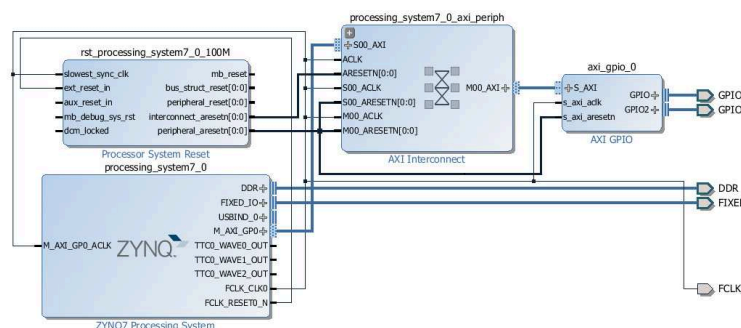 rst_processing_system7_0_100M
slowest_sync_clk
ext_reset_in
aux_reset_in
mb_debug_sys_rst
dcm_locked
mb_reset
bus_struct_reset[0:0]
peripheral_reset[0:0]
interconnect_aresetn[0:0]
peripheral_aresetn[0:0]
Processor System Reset
processing_system7_0_axi_periph
S00_AXI
ACLK
ARESETN[0:0]
S00_ACLK
S00_ARESETN[0:0]
M00_ACLK
M00_ARESETN[0:0]
M00_AXI
AXI Interconnect
axi_gpio_0
S_AXI
s_axi_aclk
s_axi_aresetn
GPIO
GPIO2
AXI GPIO
GPIO
GPIO
processing_system7_0
M_AXI_GP0_ACLK
ZYNQ
DDR
FIXED_IO
USBIND_0
M_AXI_GP0
TTC0_WAVE0_OUT
TTC0_WAVE1_OUT
TTC0_WAVE2_OUT
FCLK_CLK0
FCLK_RESET0_N
ZYNQ7 Processing System
DDR
FIXED
FCLK